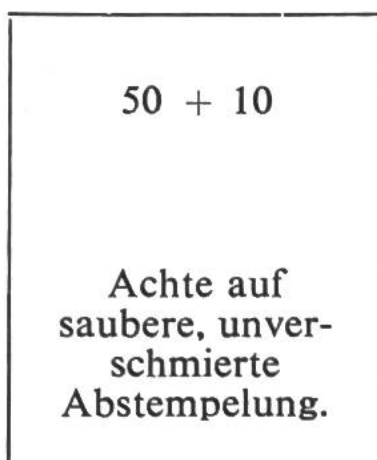 50 + 10
Achte auf
saubere, unver-
schmierte
Abstempelung.